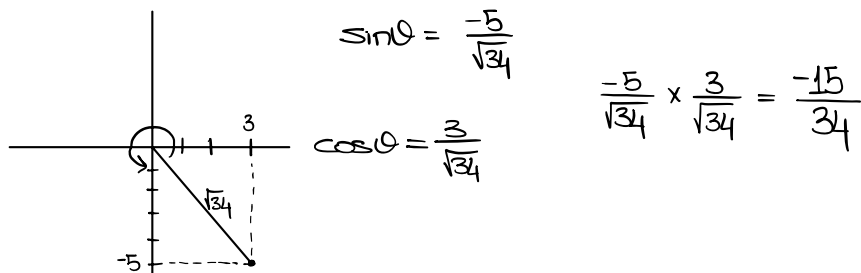 sinθ = -5/√34
-5/√34 × 3/√34 = -15/34
3
cosθ = 3/√34
√34
-5